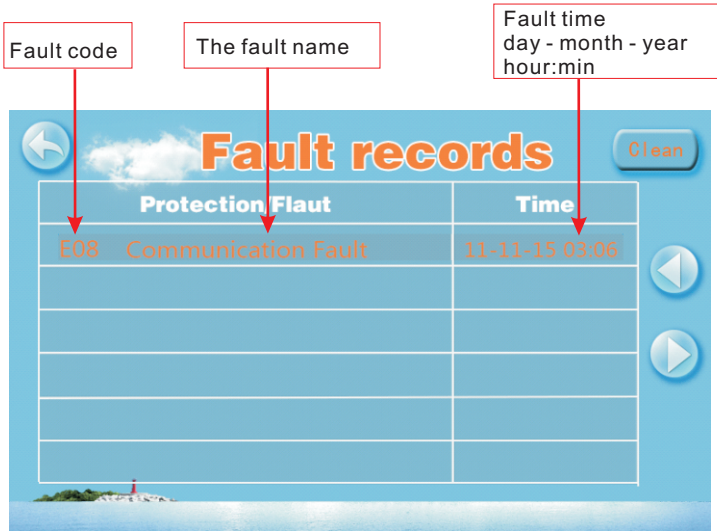 Fault code
The fault name
Fault time
day - month - year
hour:min
Fault records
Clean
Protection/Flaut
Time
E08 Communication Fault
11-11-15 03:06